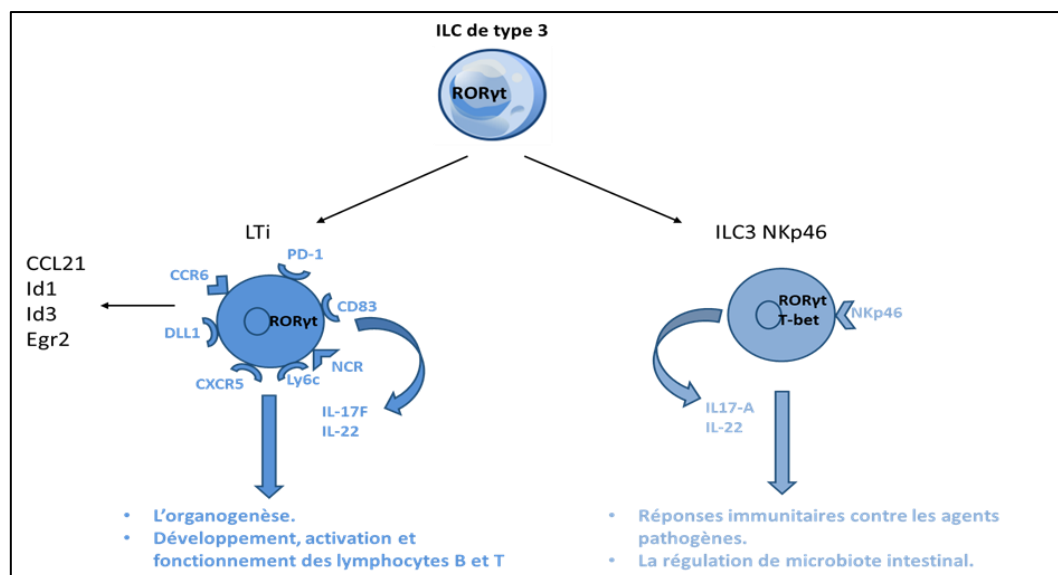 ILC de type 3
RORγt
LTi
CCL21
Id1
Id3
Egr2
CCR6
PD-1
CD83
DLL1
RORγt
CXCR5
Ly6c
NCR
IL-17F
IL-22
• L’organogenèse.
• Développement, activation et
fonctionnement des lymphocytes B et T
ILC3 NKp46
RORγt
T-bet
NKp46
IL17-A
IL-22
• Réponses immunitaires contre les agents
pathogènes.
• La régulation de microbiote intestinal.